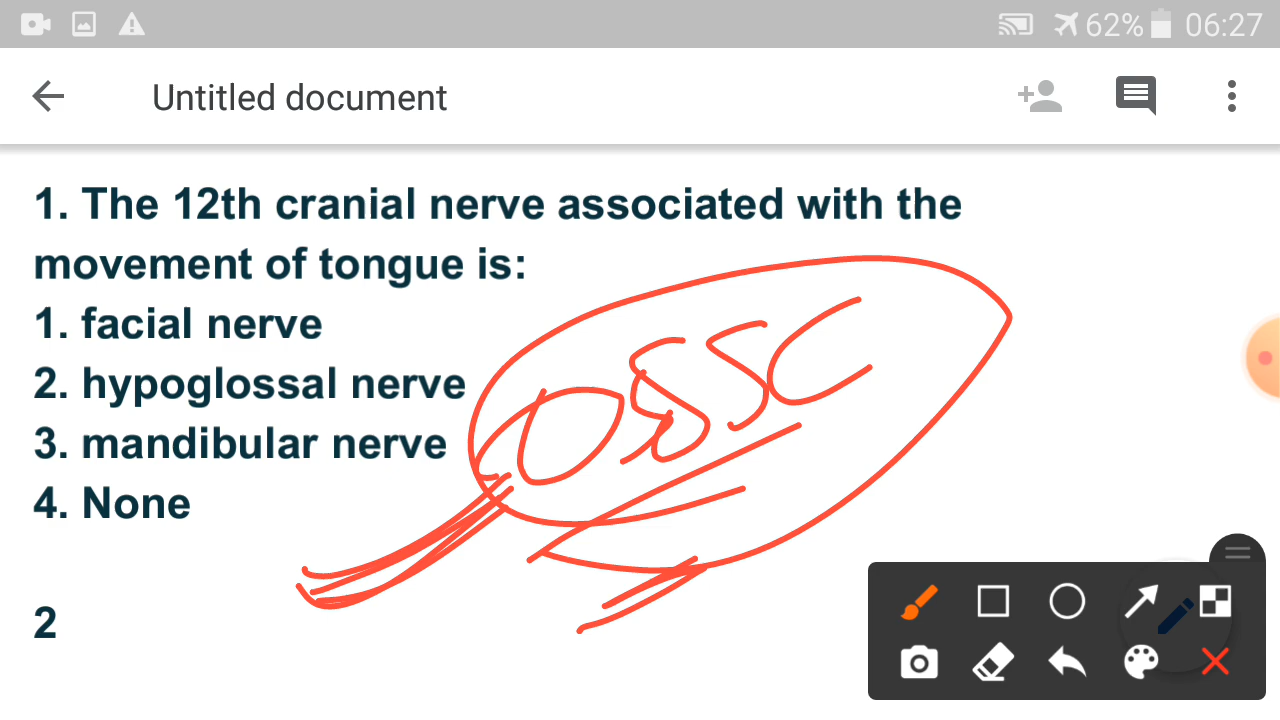 62% 06:27
Untitled document
1. The 12th cranial nerve associated with the
movement of tongue is:
1. facial nerve
2. hypoglossal nerve
3. mandibular nerve
4. None
OSSC
2